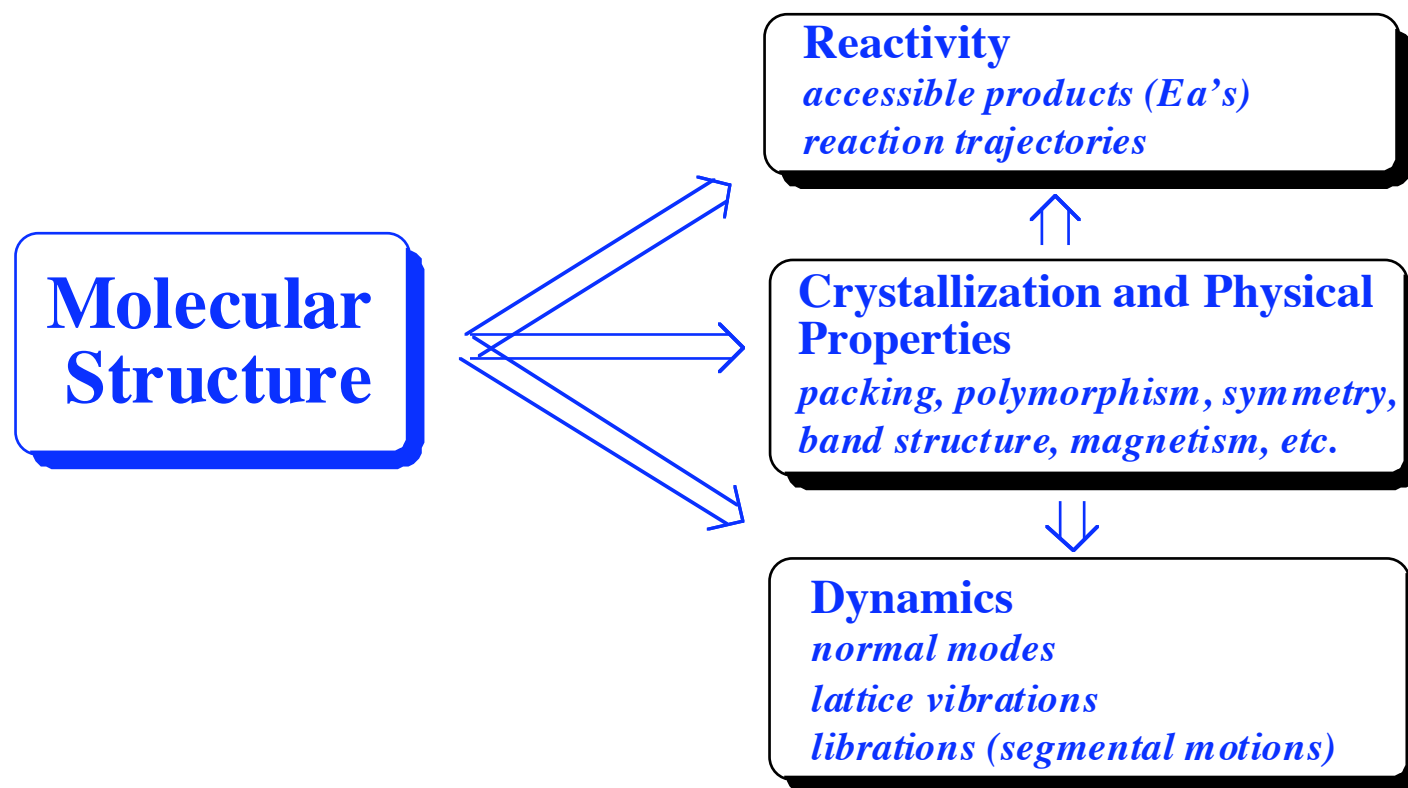 Molecular
Structure
Reactivity
accessible products (Ea’s)
reaction trajectories
Crystallization and Physical
Properties
packing, polymorphism, symmetry,
band structure, magnetism, etc.
Dynamics
normal modes
lattice vibrations
librations (segmental motions)